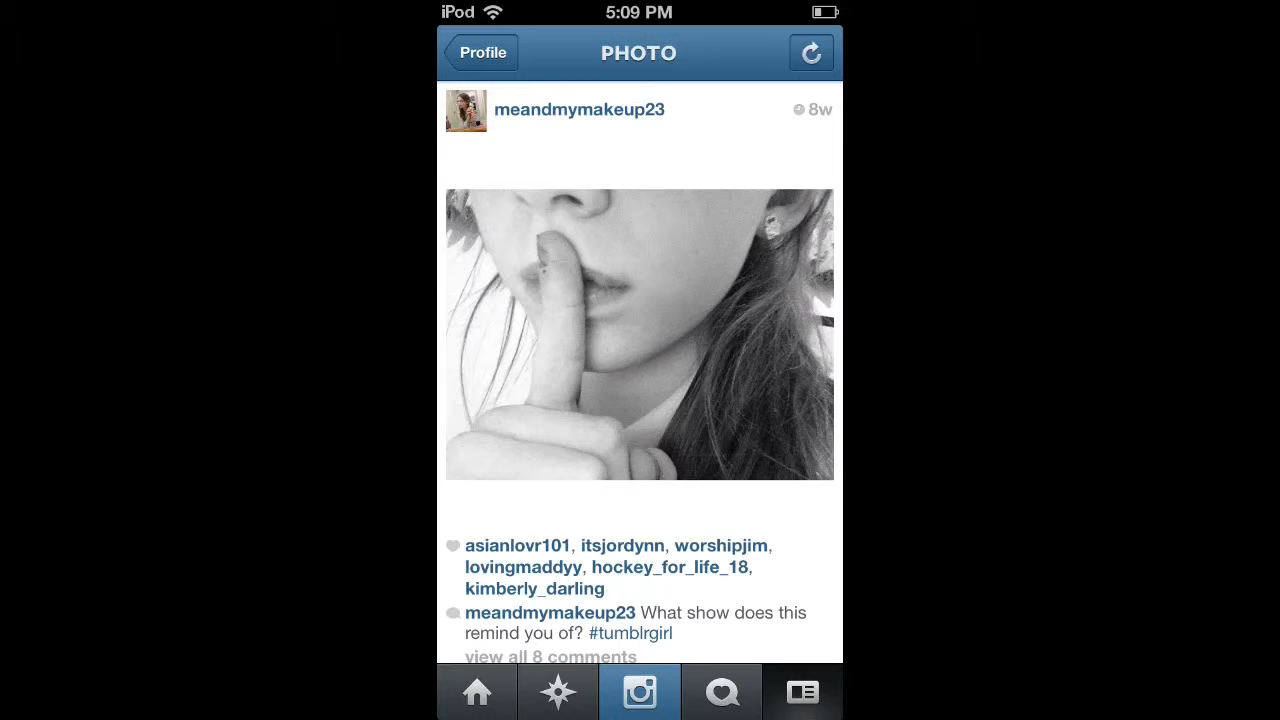 iPod 5:09 PM
Profile PHOTO
meandmymakeup23 8w
asianlovr101, itsjordynn, worshipjim,
lovingmaddyy, hockey_for_life_18,
kimberly_darling
meandmymakeup23 What show does this
remind you of? #tumblrgirl
view all 8 comments